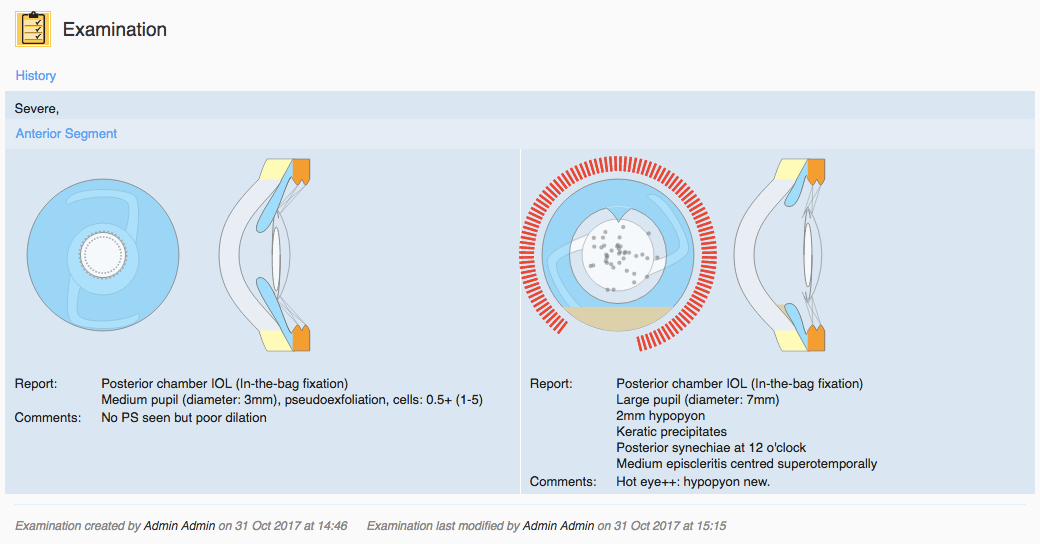 Examination
History
Severe,
Anterior Segment
Report: Posterior chamber IOL (In-the-bag fixation)
Medium pupil (diameter: 3mm), pseudoexfoliation, cells: 0.5+ (1-5)
Comments: No PS seen but poor dilation
Report: Posterior chamber IOL (In-the-bag fixation)
Large pupil (diameter: 7mm)
2mm hypopyon
Keratic precipitates
Posterior synechiae at 12 o'clock
Medium episcleritis centred superotemporally
Comments: Hot eye++: hypopyon new.
Examination created by Admin Admin on 31 Oct 2017 at 14:46 Examination last modified by Admin Admin on 31 Oct 2017 at 15:15